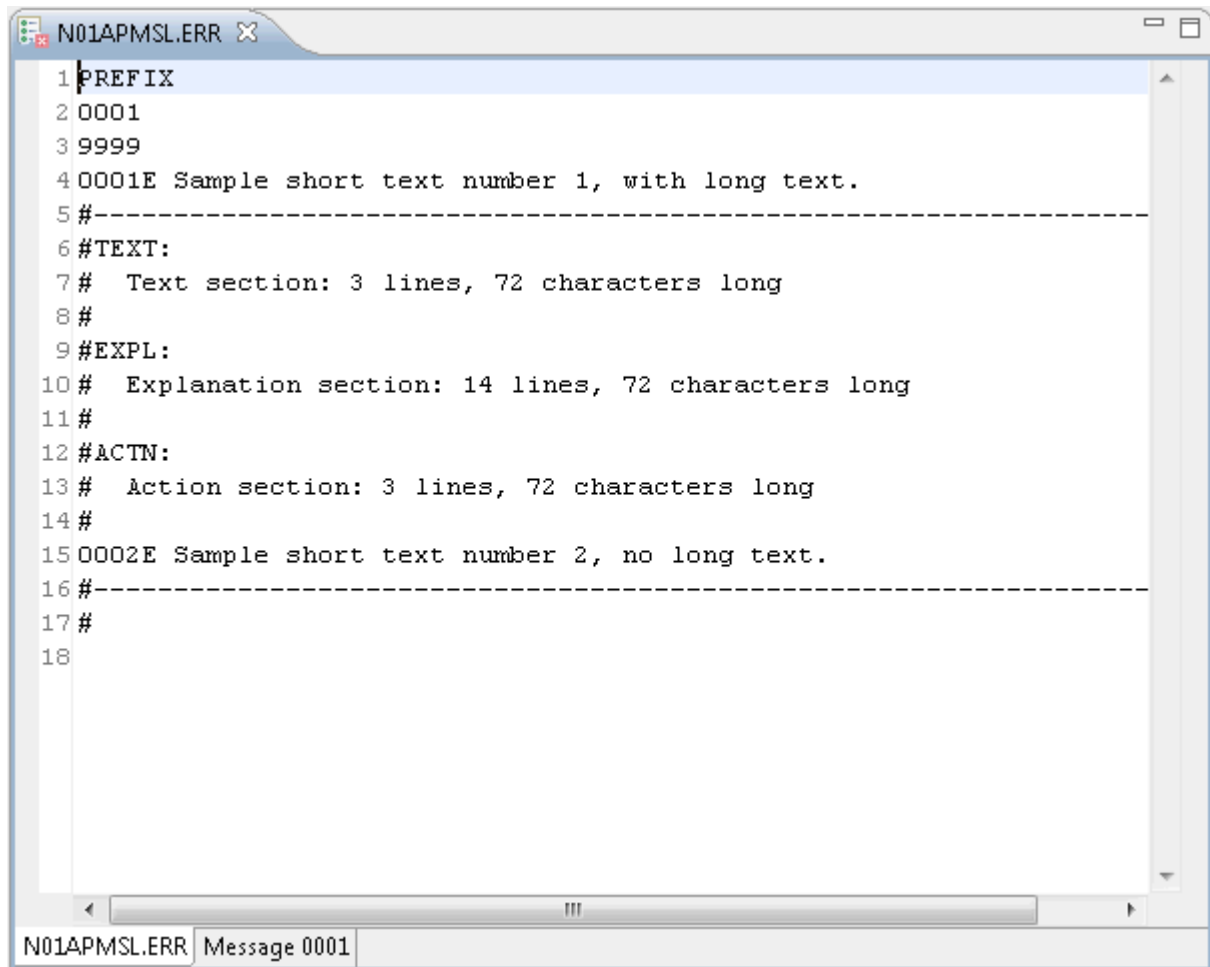 N01APMSL.ERR
1 PREFIX
2 0001
3 9999
4 0001E Sample short text number 1, with long text.
5 #------------------------------------------------------------------
6 #TEXT:
7 #  Text section: 3 lines, 72 characters long
8 #
9 #EXPL:
10 #  Explanation section: 14 lines, 72 characters long
11 #
12 #ACTN:
13 #  Action section: 3 lines, 72 characters long
14 #
15 0002E Sample short text number 2, no long text.
16 #------------------------------------------------------------------
17 #
18
N01APMSL.ERR Message 0001